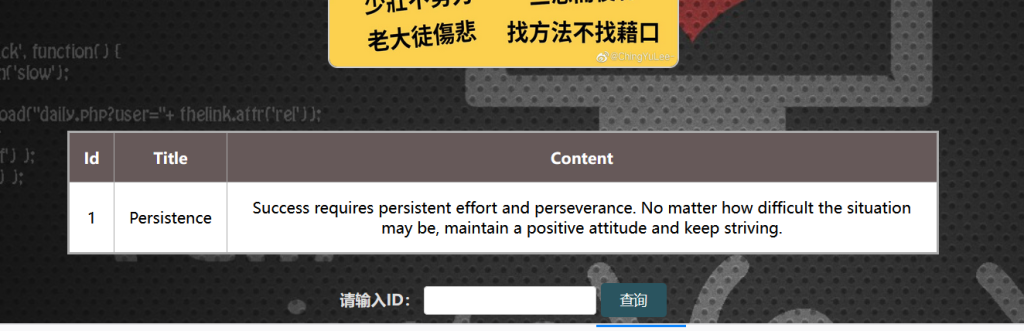 老大徒傷悲 找方法不找藉口
ck', function( ) {
n('slow');
oad("daily.php?user="+ thelink.attr('rel'));
Id Title Content
1 Persistence Success requires persistent effort and perseverance. No matter how difficult the situation
may be, maintain a positive attitude and keep striving.
请输入ID： 查询